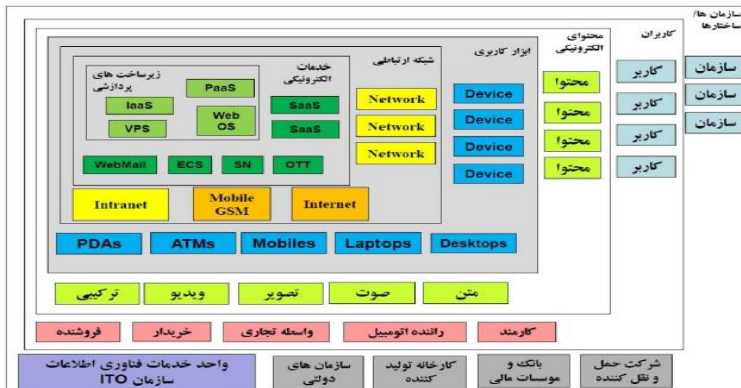 سازمان ها/
ساختارها
کاربران
محتوای
الکترونیکی
ابزار کاربری
شبکه ارتباطی
خدمات
الکترونیکی
زیرساخت های
پردازشی
PaaS
IaaS
VPS
Web
OS
SaaS
SaaS
WebMail
ECS
SN
OTT
Network
Network
Network
Intranet
Mobile
GSM
Internet
Device
Device
Device
Device
PDAs
ATMs
Mobiles
Laptops
Desktops
محتوا
محتوا
محتوا
محتوا
متن
صوت
تصویر
ویدیو
ترکیبی
کاربر
کاربر
کاربر
کاربر
کارمند
راننده اتومبیل
واسطه تجاری
خریدار
فروشنده
سازمان
سازمان
سازمان
شرکت حمل
و نقل کننده
بانک و
موسسات مالی
کارخانه تولید
کننده
سازمان های
دولتی
واحد خدمات فناوری اطلاعات
سازمان ITO